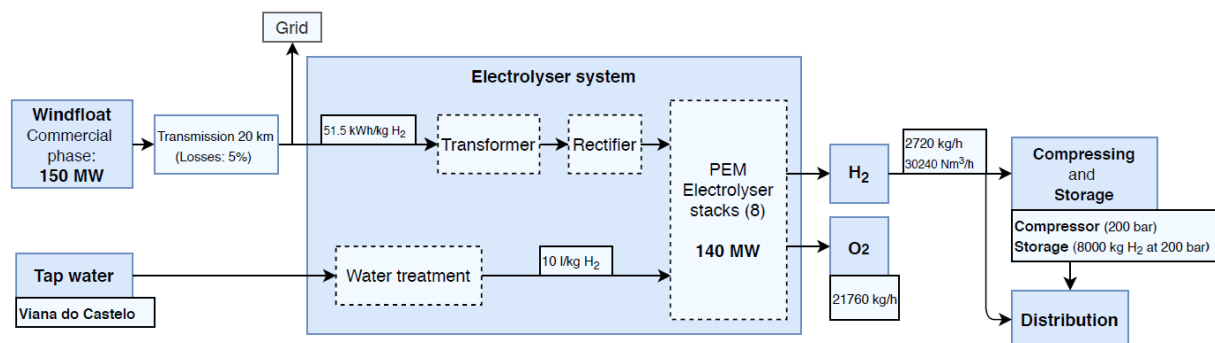 Grid
Electrolyser system
Windfloat
Commercial
phase:
150 MW
Transmission 20 km
(Losses: 5%)
51.5 kWh/kg H2
Transformer
Rectifier
PEM
Electrolyser
stacks (8)
140 MW
H2
2720 kg/h
30240 Nm³/h
Compressing
and
Storage
Compressor (200 bar)
Storage (8000 kg H2 at 200 bar)
Tap water
Viana do Castelo
Water treatment
10 l/kg H2
O2
21760 kg/h
Distribution